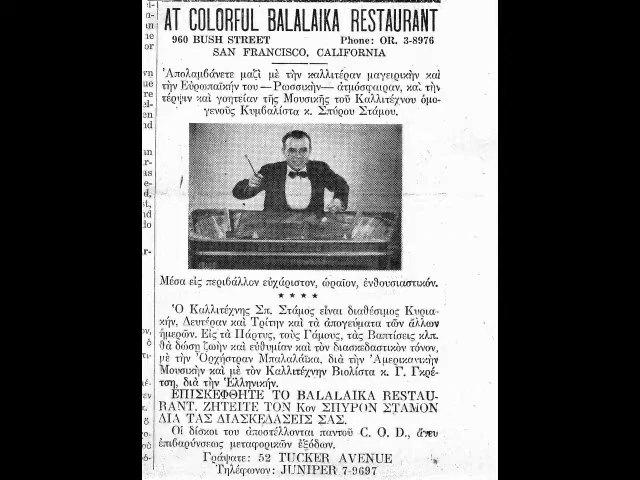 AT COLORFUL BALALAIKA RESTAURANT
960 BUSH STREET Phone: OR. 3-8976
SAN FRANCISCO, CALIFORNIA
Ἀπολαμβάνετε μαζὶ μὲ τὴν καλλιτέραν μαγειρικὴν καὶ
τὴν Εὐρωπαϊκήν του —Ρωσσικὴν— ἀτμόσφαιραν, καὶ τὴν
τέρψιν καὶ γοητείαν τῆς Μουσικῆς τοῦ Καλλιτέχνου ὁμο-
γενοῦς Κυμβαλίστα κ. Σπύρου Στάμου.
Μέσα εἰς περιβάλλον εὐχάριστον, ὡραῖον, ἐνθουσιαστικόν.
★ ★ ★ ★
Ὁ Καλλιτέχνης Σπ. Στάμος εἶναι διαθέσιμος Κυρια-
κήν, Δευτέραν καὶ Τρίτην καὶ τὰ ἀπογεύματα τῶν ἄλλων
ἡμερῶν. Εἰς τὰ Πάρτυς, τοὺς Γάμους, τὰς Βαπτίσεις κλπ.
θὰ δώσῃ ζωὴν καὶ εὐθυμίαν καὶ τὸν διασκεδαστικὸν τόνον,
μὲ τὴν Ὀρχήστραν Μπαλαλάϊκα, διὰ τὴν Ἀμερικανικὴν
Μουσικὴν καὶ μὲ τὸν Καλλιτέχνην Βιολίστα κ. Γ. Γκρέ-
τσην, διὰ τὴν Ἑλληνικήν.
ΕΠΙΣΚΕΦΘΗΤΕ ΤΟ BALALAIKA RESTAU-
RANT. ΖΗΤΕΙΤΕ ΤΟΝ Κον ΣΠΥΡΟΝ ΣΤΑΜΟΝ
ΔΙΑ ΤΑΣ ΔΙΑΣΚΕΔΑΣΕΙΣ ΣΑΣ.
Οἱ δίσκοι του ἀποστέλλονται παντοῦ C. O. D., ἄνευ
ἐπιβαρύνσεως μεταφορικῶν ἐξόδων.
Γράψατε: 52 TUCKER AVENUE
Τηλέφωνον: JUNIPER 7-9697